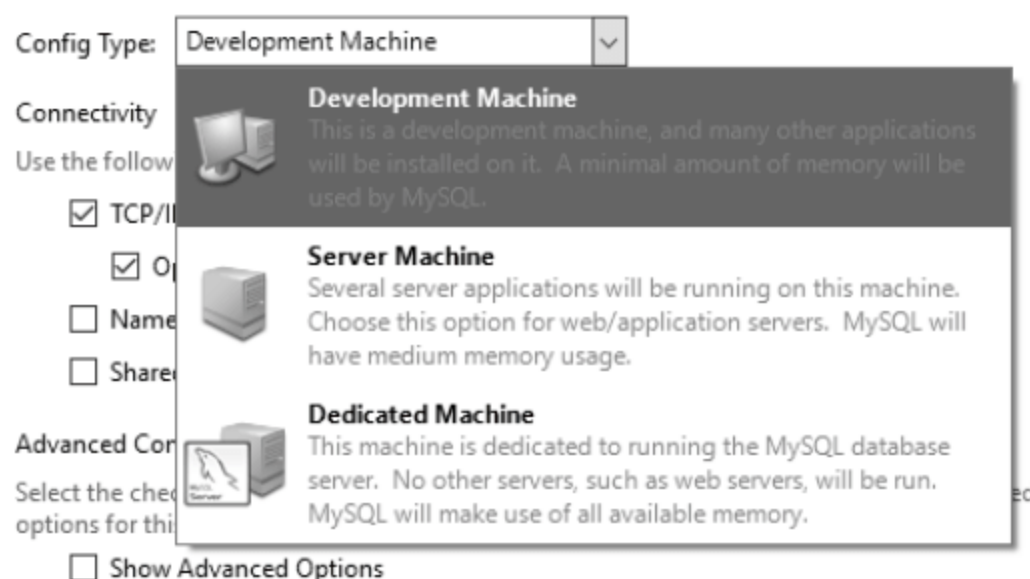 Config Type: Development Machine
Development Machine
Connectivity
This is a development machine, and many other applications
Use the follow
will be installed on it. A minimal amount of memory will be
used by MySQL.
TCP/I
Server Machine
Op
Several server applications will be running on this machine.
Name
Choose this option for web/application servers. MySQL will
have medium memory usage.
Share
Dedicated Machine
Advanced Con
This machine is dedicated to running the MySQL database
server. No other servers, such as web servers, will be run.
Select the chec
MySQL will make use of all available memory.
options for thi
MySQL
Server
Show Advanced Options